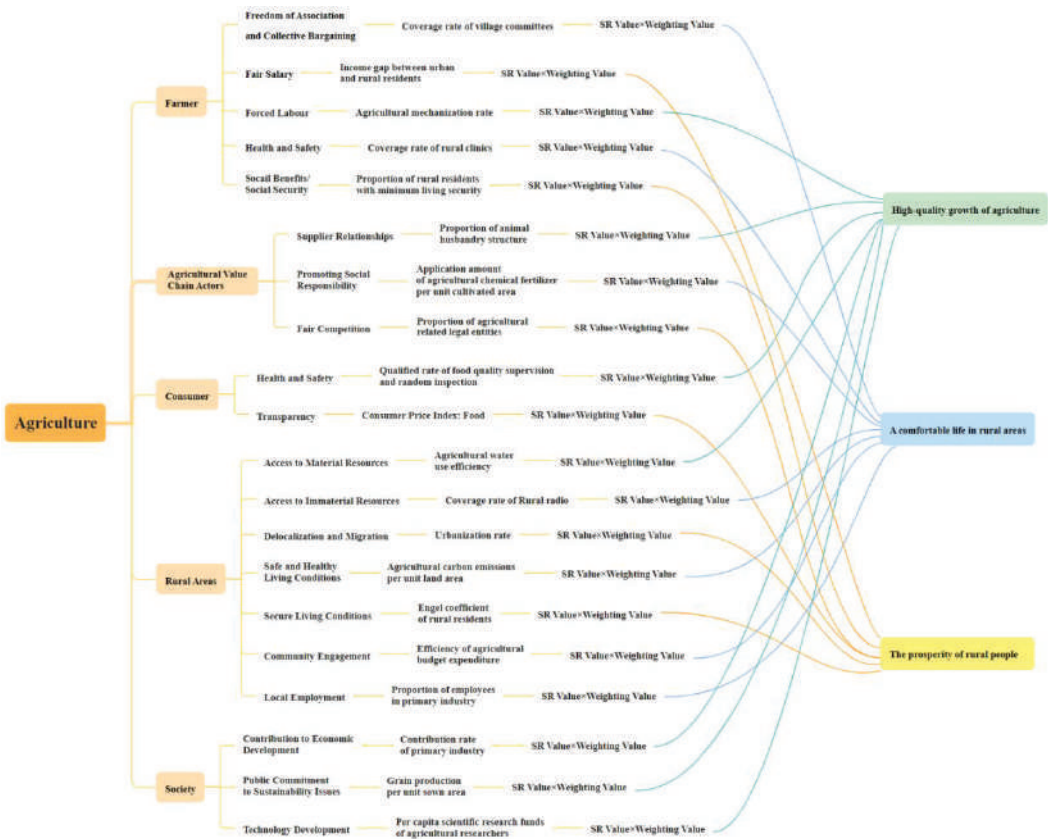 Agriculture
Farmer
Freedom of Association
and Collective Bargaining
Coverage rate of village committees
SR Value×Weighting Value
Fair Salary
Income gap between urban
and rural residents
SR Value×Weighting Value
Forced Labour
Agricultural mechanization rate
SR Value×Weighting Value
Health and Safety
Coverage rate of rural clinics
SR Value×Weighting Value
Socail Benefits/
Social Security
Proportion of rural residents
with minimum living security
SR Value×Weighting Value
Agricultural Value
Chain Actors
Supplier Relationships
Proportion of animal
husbandry structure
SR Value×Weighting Value
Promoting Social
Responsibility
Application amount
of agricultural chemical fertilizer
per unit cultivated area
SR Value×Weighting Value
Fair Competition
Proportion of agricultural
related legal entities
SR Value×Weighting Value
Consumer
Health and Safety
Qualified rate of food quality supervision
and random inspection
SR Value×Weighting Value
Transparency
Consumer Price Index: Food
SR Value×Weighting Value
Rural Areas
Access to Material Resources
Agricultural water
use efficiency
SR Value×Weighting Value
Access to Immaterial Resources
Coverage rate of Rural radio
SR Value×Weighting Value
Delocalization and Migration
Urbanization rate
SR Value×Weighting Value
Safe and Healthy
Living Conditions
Agricultural carbon emissions
per unit land area
SR Value×Weighting Value
Secure Living Conditions
Engel coefficient
of rural residents
SR Value×Weighting Value
Community Engagement
Efficiency of agricultural
budget expenditure
SR Value×Weighting Value
Local Employment
Proportion of employees
in primary industry
SR Value×Weighting Value
Society
Contribution to Economic
Development
Contribution rate
of primary industry
SR Value×Weighting Value
Public Commitment
to Sustainability Issues
Grain production
per unit sown area
SR Value×Weighting Value
Technology Development
Per capita scientific research funds
of agricultural researchers
SR Value×Weighting Value
High-quality growth of agriculture
A comfortable life in rural areas
The prosperity of rural people